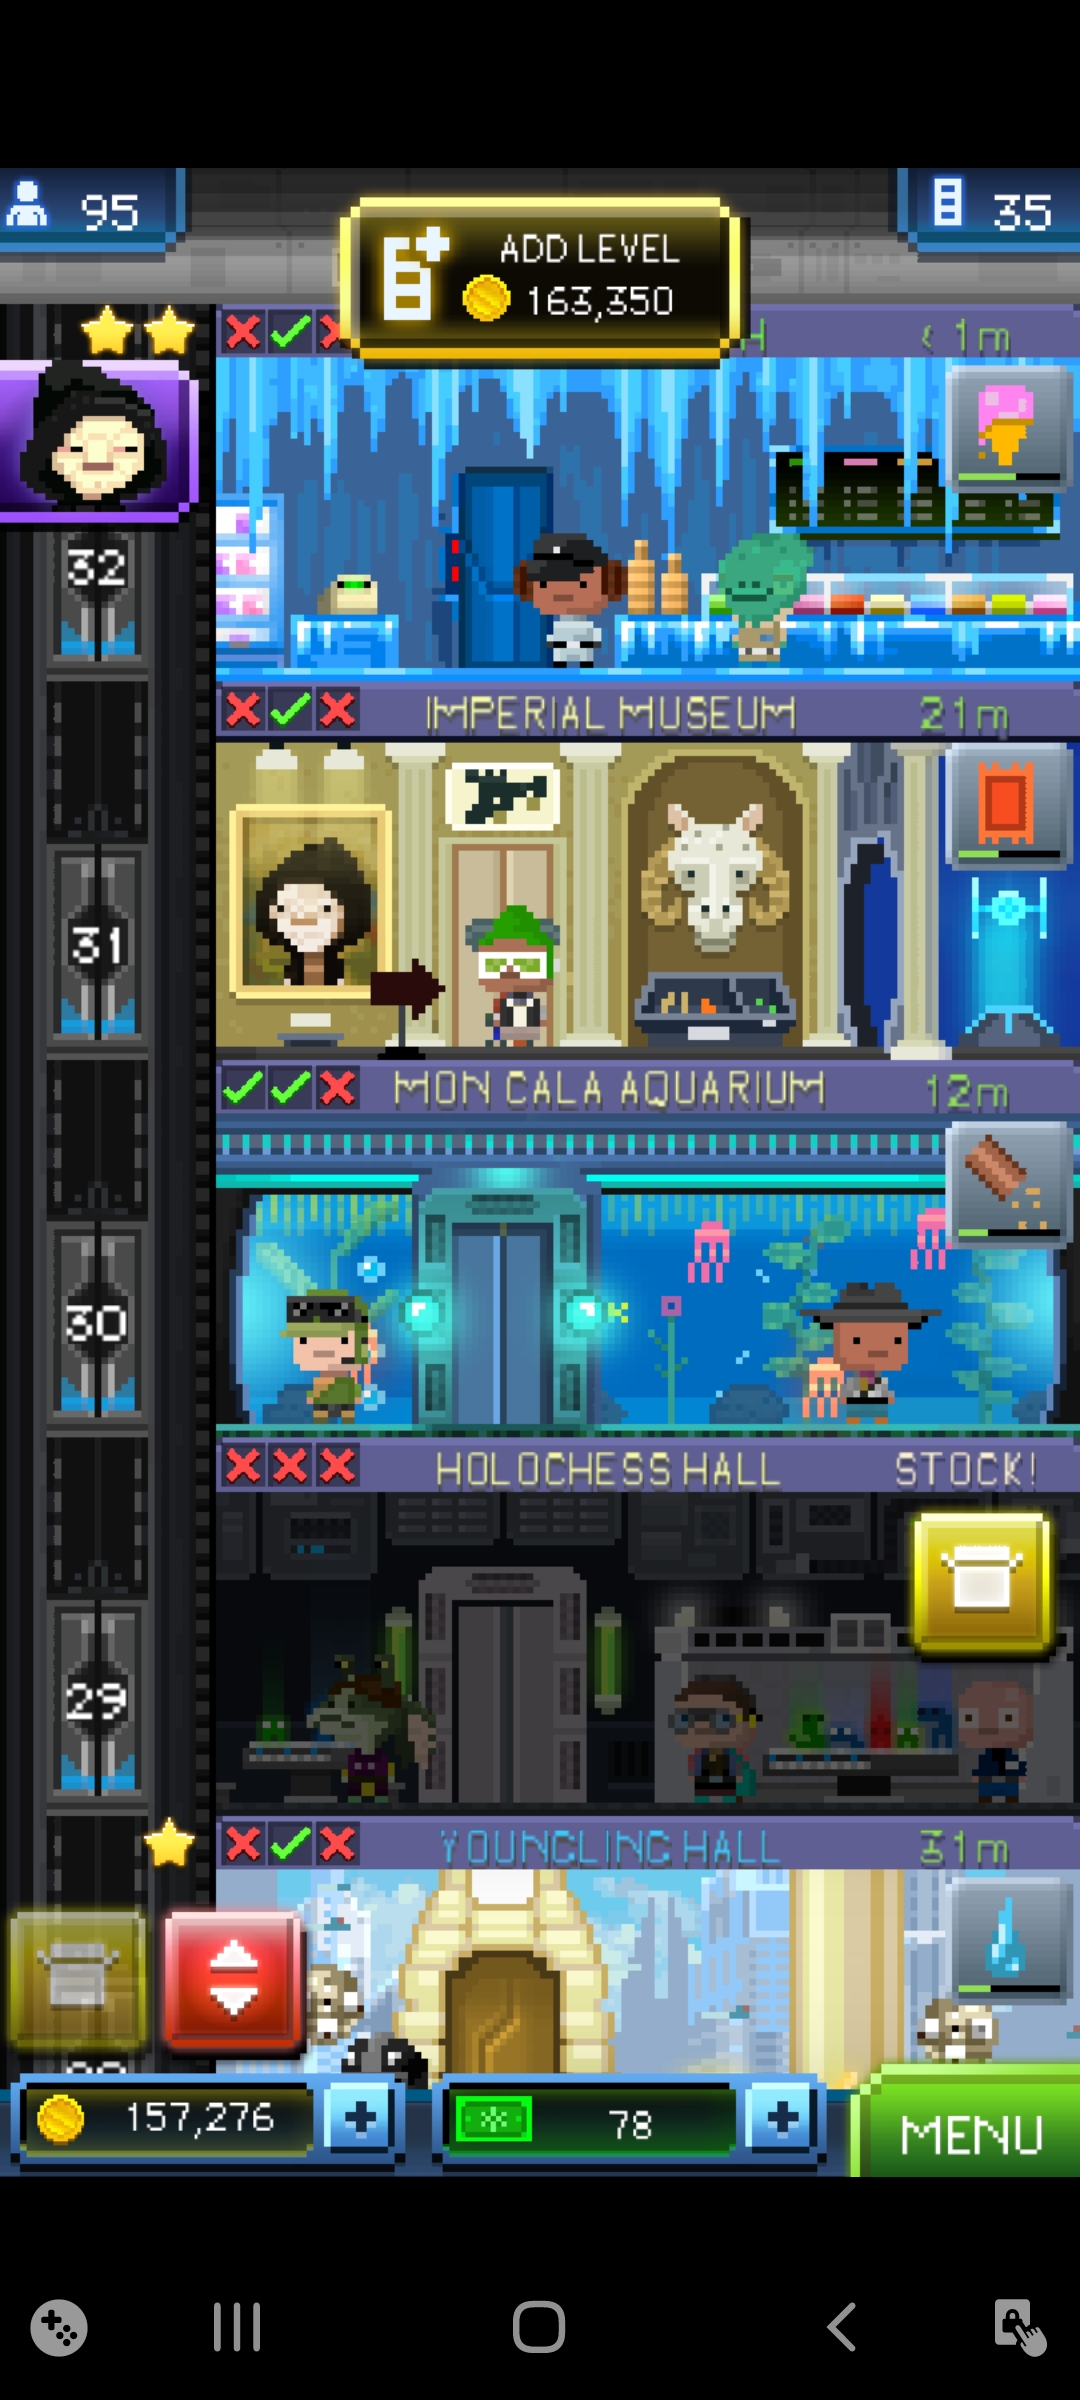 95
35
ADD LEVEL
163,350
H
< 1m
32
IMPERIAL MUSEUM
21m
31
MON CALA AQUARIUM
12m
30
HOLOCHESS HALL
STOCK!
29
YOUNGLING HALL
31m
157,276
78
MENU